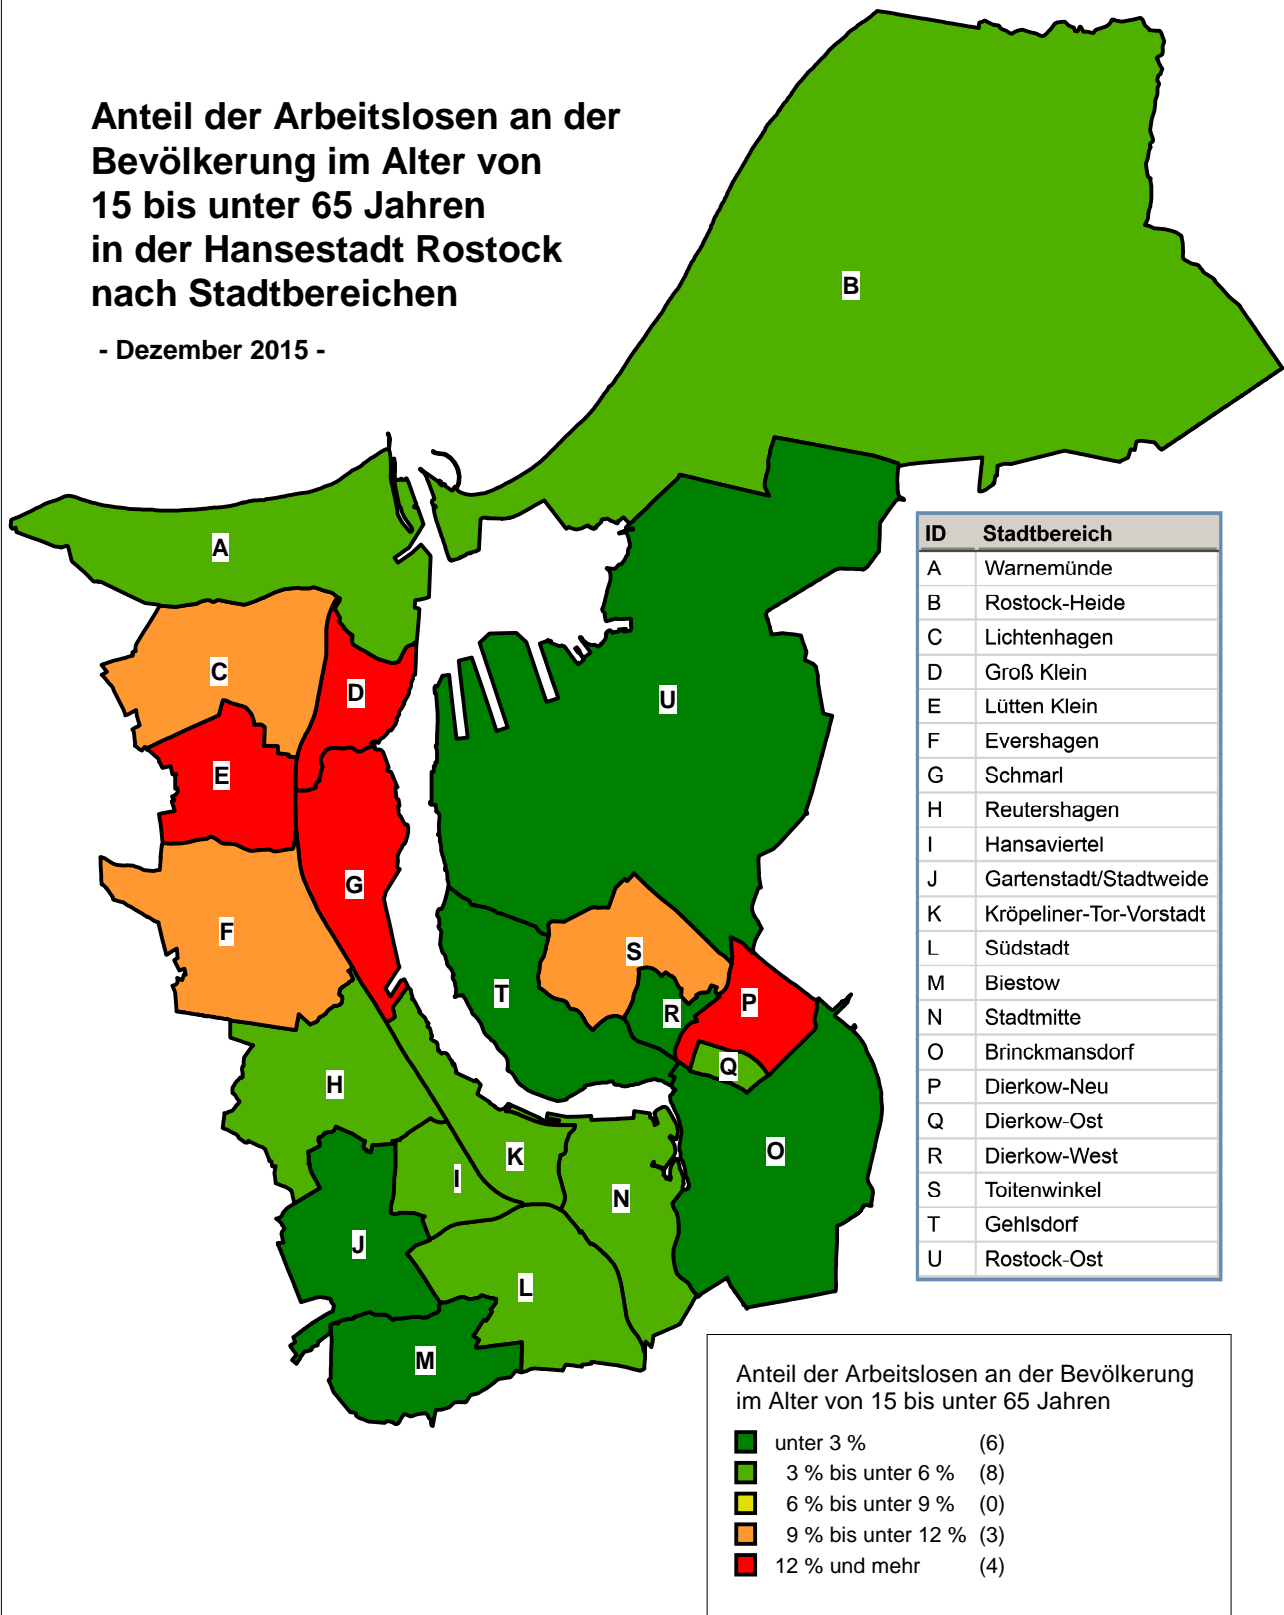 Anteil der Arbeitslosen an der
Bevölkerung im Alter von
15 bis unter 65 Jahren
in der Hansestadt Rostock
nach Stadtbereichen
- Dezember 2015 -
B
A
C
D
E
U
G
F
S
T
R
P
Q
H
K
I
N
O
J
L
M
ID Stadtbereich
A Warnemünde
B Rostock-Heide
C Lichtenhagen
D Groß Klein
E Lütten Klein
F Evershagen
G Schmarl
H Reutershagen
I Hansaviertel
J Gartenstadt/Stadtweide
K Kröpeliner-Tor-Vorstadt
L Südstadt
M Biestow
N Stadtmitte
O Brinckmansdorf
P Dierkow-Neu
Q Dierkow-Ost
R Dierkow-West
S Toitenwinkel
T Gehlsdorf
U Rostock-Ost
Anteil der Arbeitslosen an der Bevölkerung
im Alter von 15 bis unter 65 Jahren
unter 3 % (6)
3 % bis unter 6 % (8)
6 % bis unter 9 % (0)
9 % bis unter 12 % (3)
12 % und mehr (4)